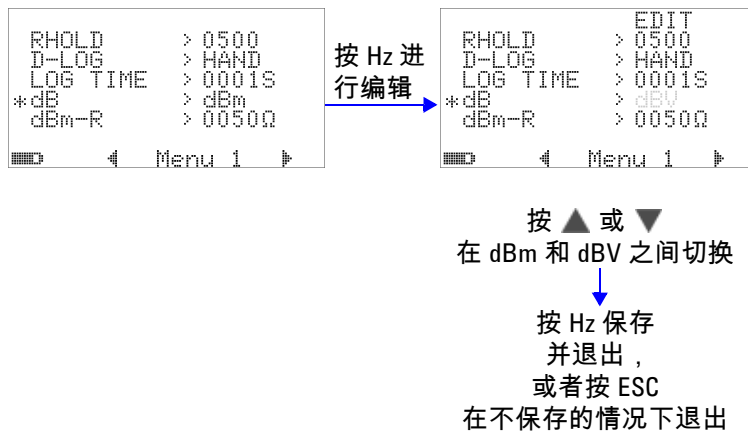 RHOLD > 0500
D-LOG > HAND
LOG TIME > 0001S
*dB > dBm
dBm-R > 0050Ω
◀ Menu 1 ▶
按 Hz 进
行编辑
EDIT
RHOLD > 0500
D-LOG > HAND
LOG TIME > 0001S
*dB > dBV
dBm-R > 0050Ω
◀ Menu 1 ▶
按 ▲ 或 ▼
在 dBm 和 dBV 之间切换
按 Hz 保存
并退出，
或者按 ESC
在不保存的情况下退出